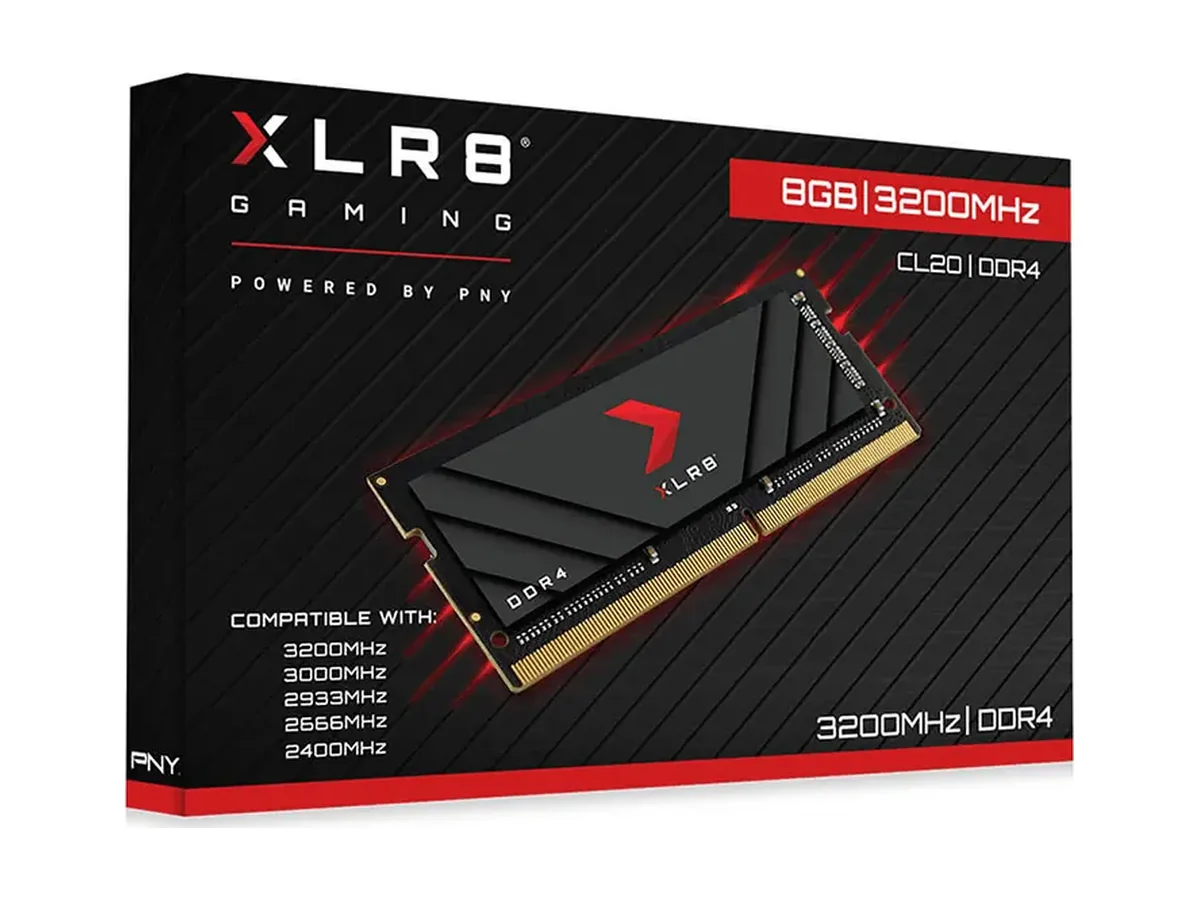 XLR8®
GAMING
POWERED BY PNY
8GB|3200MHz
CL20|DDR4
XLR8
DDR4
COMPATIBLE WITH:
3200MHz
3000MHz
2933MHz
2666MHz
2400MHz
3200MHz|DDR4
PNY